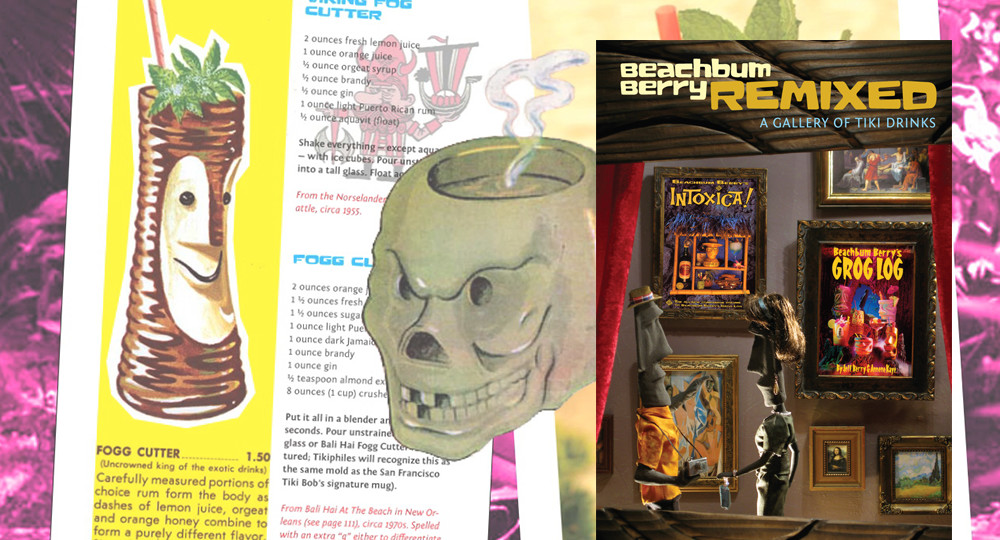 VIKING FOG
CUTTER
2 ounces fresh lemon juice
1 ounce orange juice
½ ounce orgeat syrup
½ ounce brandy
½ ounce gin
1 ounce light Puerto Rican rum
½ ounce aquavit (float)
Shake everything — except aqua
— with ice cubes. Pour unst
into a tall glass. Float aq
From the Norselander
attle, circa 1955.
FOGG CU
2 ounces orange j
1 ½ ounces fresh
1 ½ ounces suga
1 ounce light Pue
1 ounce dark Jamai
1 ounce brandy
1 ounce gin
½ teaspoon almond ex
8 ounces (1 cup) crushe
Put it all in a blender an
seconds. Pour unstraine
glass or Bali Hai Fogg Cutter
tured; Tikiphiles will recognize this as
the same mold as the San Francisco
Tiki Bob's signature mug).
From Bali Hai At The Beach in New Or-
leans (see page 111), circa 1970s. Spelled
with an extra "g" either to differentiate
FOGG CUTTER 1.50
(Uncrowned king of the exotic drinks)
Carefully measured portions of
choice rum form the body as
dashes of lemon juice, orgeat
and orange honey combine to
form a purely different flavor.
Beachbum
Berry REMIXED
A GALLERY OF TIKI DRINKS
BEACHBUM BERRY'S
INTOXICA!
Beachbum Berry's
GROG LOG
By Jeff Berry & Annene Kaye